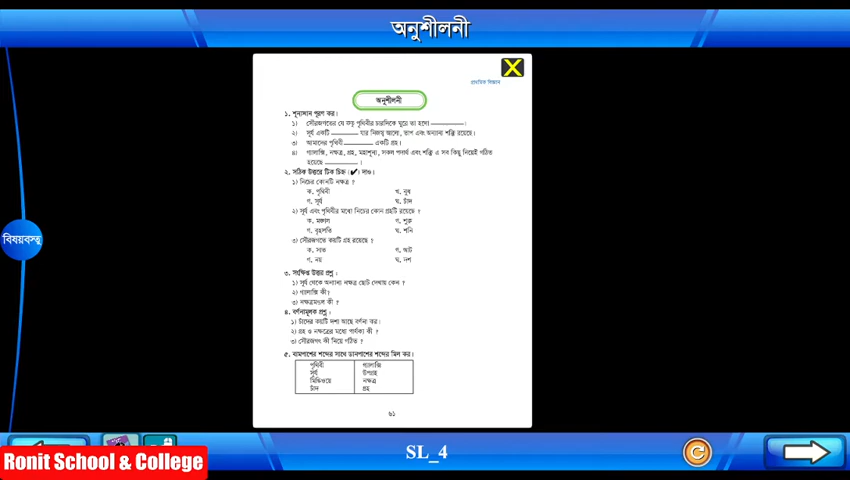 অনুশীলনী
X
প্রাথমিক বিজ্ঞান
অনুশীলনী
১. শূন্যস্থান পূরণ কর।
১) সৌরজগতের যে বস্তু পৃথিবীর চারদিকে ঘুরে তা হলো ————।
২) সূর্য একটি ———— যার নিজস্ব আলো, তাপ এবং অন্যান্য শক্তি রয়েছে।
৩) আমাদের পৃথিবী ———— একটি গ্রহ।
৪) গ্যালাক্সি, নক্ষত্র, গ্রহ, মহাশূন্য, সকল পদার্থ এবং শক্তি এ সব কিছু নিয়েই গঠিত
হয়েছে ————।
২. সঠিক উত্তরে টিক চিহ্ন (✔) দাও।
১) নিচের কোনটি নক্ষত্র ?
ক. পৃথিবী খ. বুধ
গ. সূর্য ঘ. চাঁদ
২) সূর্য এবং পৃথিবীর মধ্যে নিচের কোন গ্রহটি রয়েছে ?
ক. মঙ্গল গ. শুক্র
গ. বৃহস্পতি ঘ. শনি
৩) সৌরজগতে কয়টি গ্রহ রয়েছে ?
ক. সাত গ. আট
গ. নয় ঘ. দশ
৩. সংক্ষিপ্ত উত্তর প্রশ্ন :
১) সূর্য থেকে অন্যান্য নক্ষত্র ছোট দেখায় কেন ?
২) গ্যালাক্সি কী?
৩) নক্ষত্রমণ্ডল কী ?
৪. বর্ণনামূলক প্রশ্ন :
১) চাঁদের কয়টি দশা আছে বর্ণনা কর।
২) গ্রহ ও নক্ষত্রের মধ্যে পার্থক্য কী ?
৩) সৌরজগৎ কী নিয়ে গঠিত ?
৫. বামপাশের শব্দের সাথে ডানপাশের শব্দের মিল কর।
পৃথিবী গ্যালাক্সি
সূর্য উপগ্রহ
মিল্কিওয়ে নক্ষত্র
চাঁদ গ্রহ
৬১
বিষয়বস্তু
SL_4
Ronit School & College